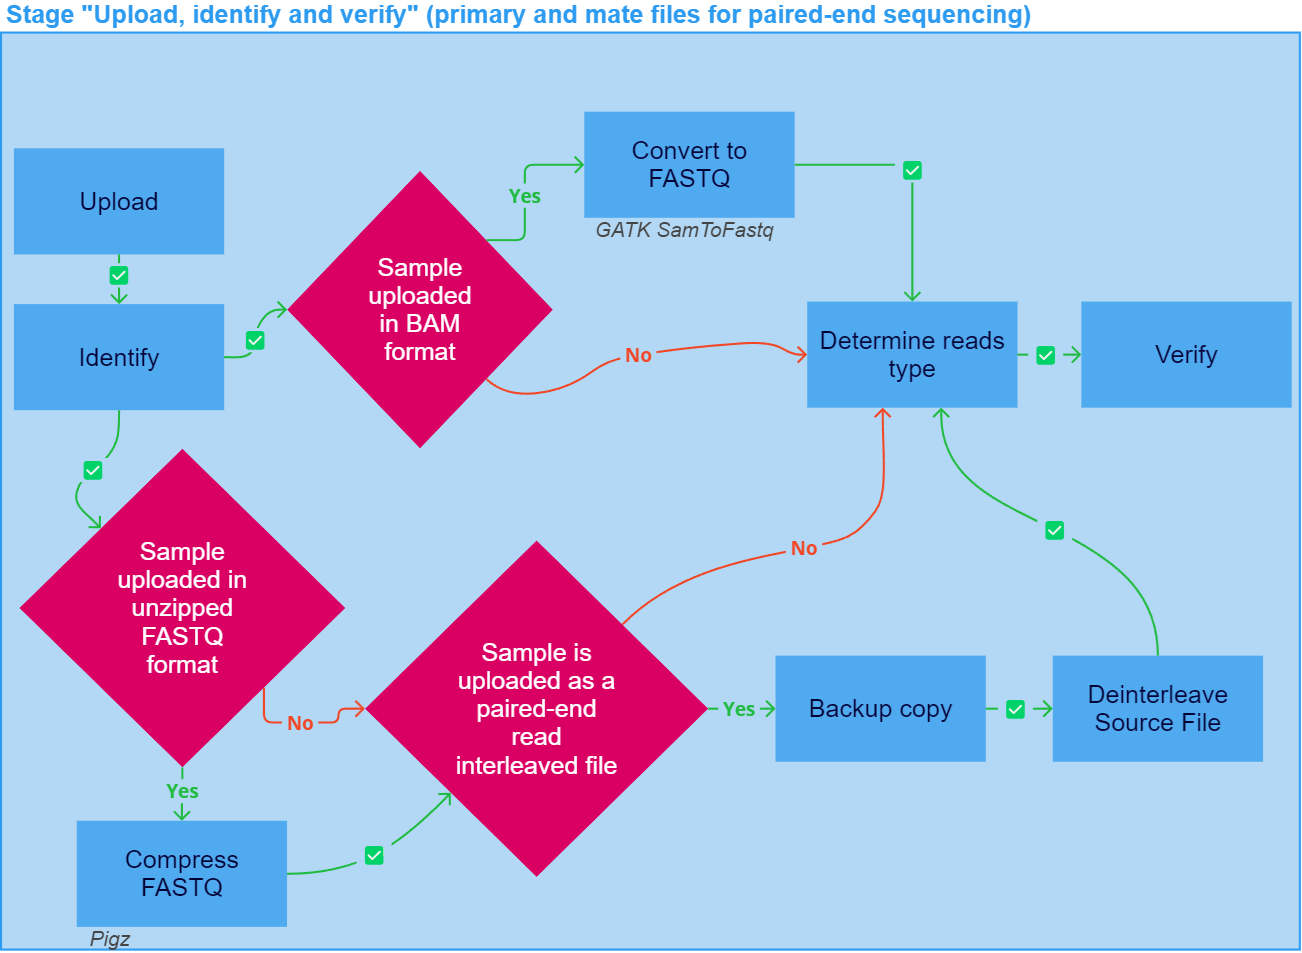 Stage "Upload, identify and verify" (primary and mate files for paired-end sequencing)
Upload
Identify
Sample
uploaded
in BAM
format
Yes
Convert to
FASTQ
GATK SamToFastq
No
Determine reads
type
Verify
Sample
uploaded in
unzipped
FASTQ
format
No
Yes
Compress
FASTQ
Pigz
Sample is
uploaded as a
paired-end
read
interleaved file
No
Yes
Backup copy
Deinterleave
Source File